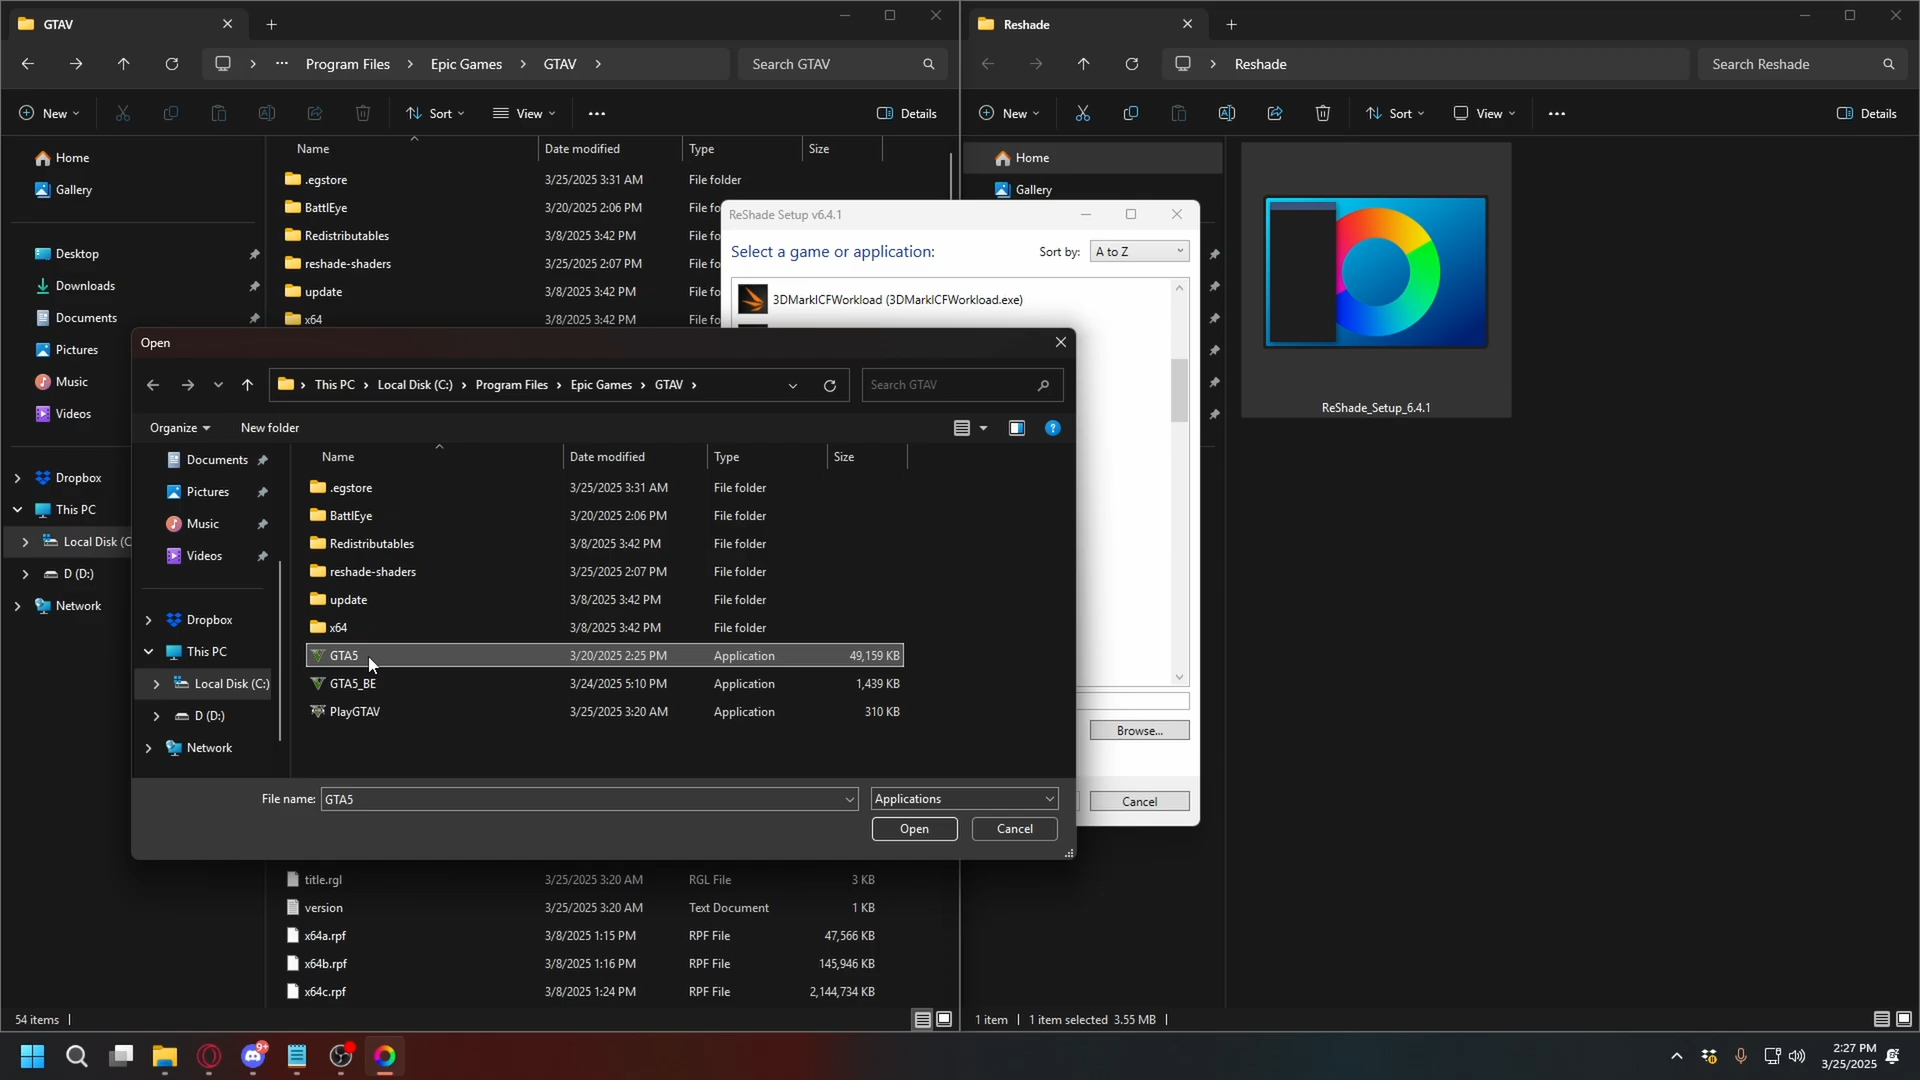 GTAV
Program Files
Epic Games
GTAV
Search GTAV
New
Sort
View
Details
Name
Date modified
Type
Size
Home
Gallery
Desktop
Downloads
Documents
Pictures
Music
Videos
Dropbox
This PC
Local Disk (C
D (D:)
Network
.egstore 3/25/2025 3:31 AM File folder
BattlEye 3/20/2025 2:06 PM File fo
Redistributables 3/8/2025 3:42 PM File fo
reshade-shaders 3/25/2025 2:07 PM File fo
update 3/8/2025 3:42 PM File fo
x64 3/8/2025 3:42 PM File fo
title.rgl 3/25/2025 3:20 AM RGL File 3 KB
version 3/25/2025 3:20 AM Text Document 1 KB
x64a.rpf 3/8/2025 1:15 PM RPF File 47,566 KB
x64b.rpf 3/8/2025 1:16 PM RPF File 145,946 KB
x64c.rpf 3/8/2025 1:24 PM RPF File 2,144,734 KB
54 items
Reshade
Reshade
Search Reshade
New
Sort
View
Details
Home
Gallery
ReShade_Setup_6.4.1
1 item
1 item selected 3.55 MB
ReShade Setup v6.4.1
Select a game or application:
Sort by: A to Z
3DMarkICFWorkload (3DMarkICFWorkload.exe)
Browse...
Cancel
Open
This PC
Local Disk (C:)
Program Files
Epic Games
GTAV
Search GTAV
Organize
New folder
Name
Date modified
Type
Size
Documents
Pictures
Music
Videos
Dropbox
This PC
Local Disk (C:)
D (D:)
Network
.egstore 3/25/2025 3:31 AM File folder
BattlEye 3/20/2025 2:06 PM File folder
Redistributables 3/8/2025 3:42 PM File folder
reshade-shaders 3/25/2025 2:07 PM File folder
update 3/8/2025 3:42 PM File folder
x64 3/8/2025 3:42 PM File folder
GTA5 3/20/2025 2:25 PM Application 49,159 KB
GTA5_BE 3/24/2025 5:10 PM Application 1,439 KB
PlayGTAV 3/25/2025 3:20 AM Application 310 KB
File name: GTA5
Applications
Open
Cancel
9+
2:27 PM
3/25/2025